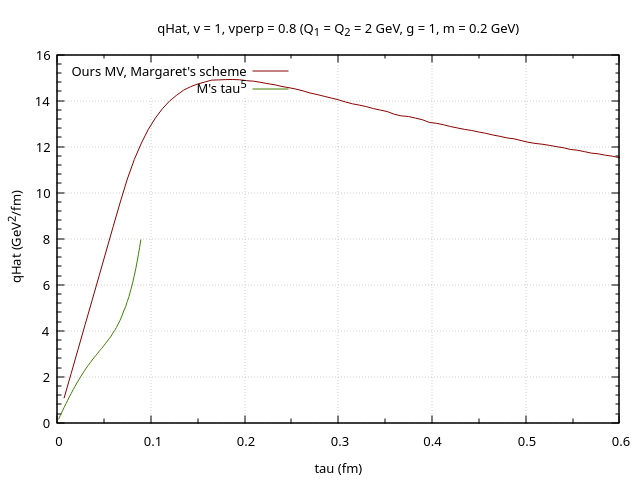 qHat, v = 1, vperp = 0.8 (Q₁ = Q₂ = 2 GeV, g = 1, m = 0.2 GeV)
Ours MV, Margaret's scheme
M's tau⁵
16
14
12
10
8
6
4
2
0
qHat (GeV²/fm)
0 0.1 0.2 0.3 0.4 0.5 0.6
tau (fm)